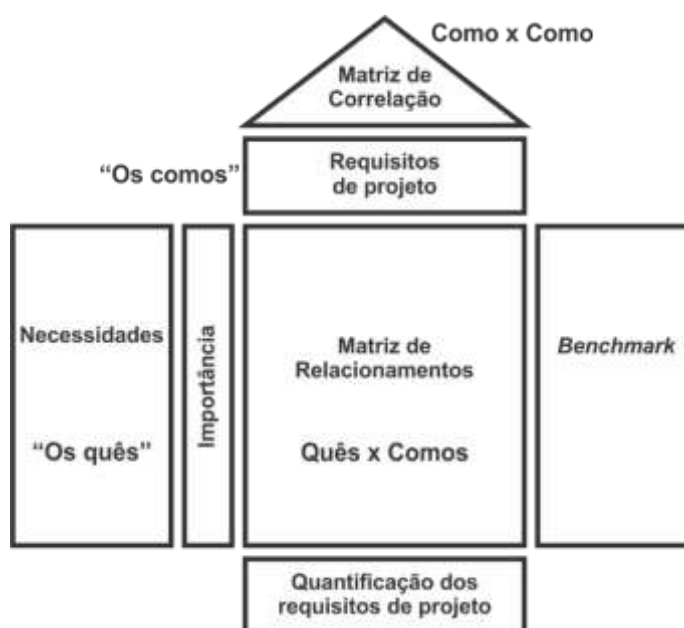 Como x Como
Matriz de
Correlação
“Os comos”
Requisitos
de projeto
Necessidades
“Os quês”
Importância
Matriz de
Relacionamentos
Quês x Comos
Benchmark
Quantificação dos
requisitos de projeto